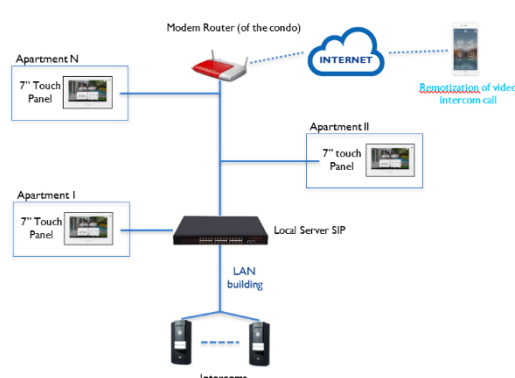 Modem Router (of the condo)
INTERNET
Remotization of video
intercom call
Apartment N
7” Touch
Panel
Apartment II
7” touch
Panel
Apartment I
7” Touch
Panel
Local Server SIP
LAN
building
Intercoms